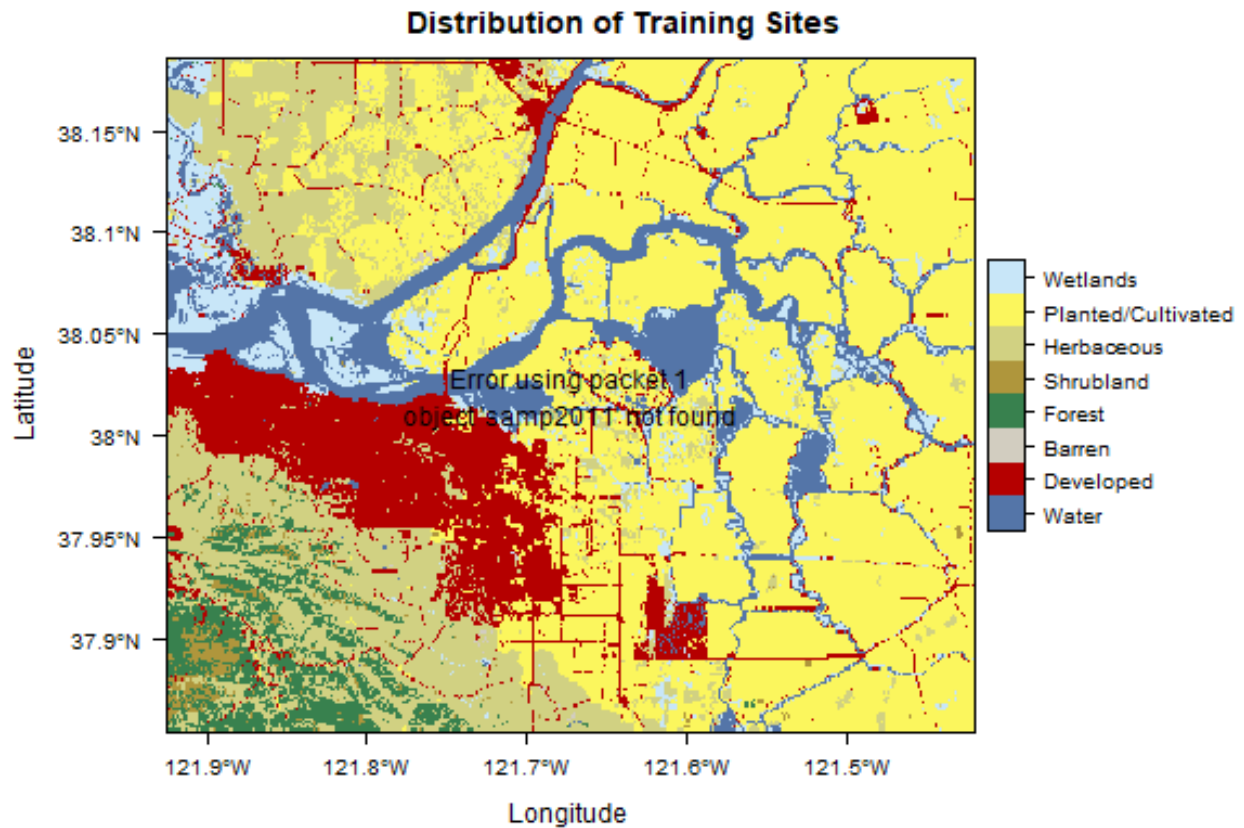 Distribution of Training Sites
38.15°N
38.1°N
38.05°N
38°N
37.95°N
37.9°N
Latitude
Error using packet 1
object 'samp2011' not found
Wetlands
Planted/Cultivated
Herbaceous
Shrubland
Forest
Barren
Developed
Water
121.9°W
121.8°W
121.7°W
121.6°W
121.5°W
Longitude